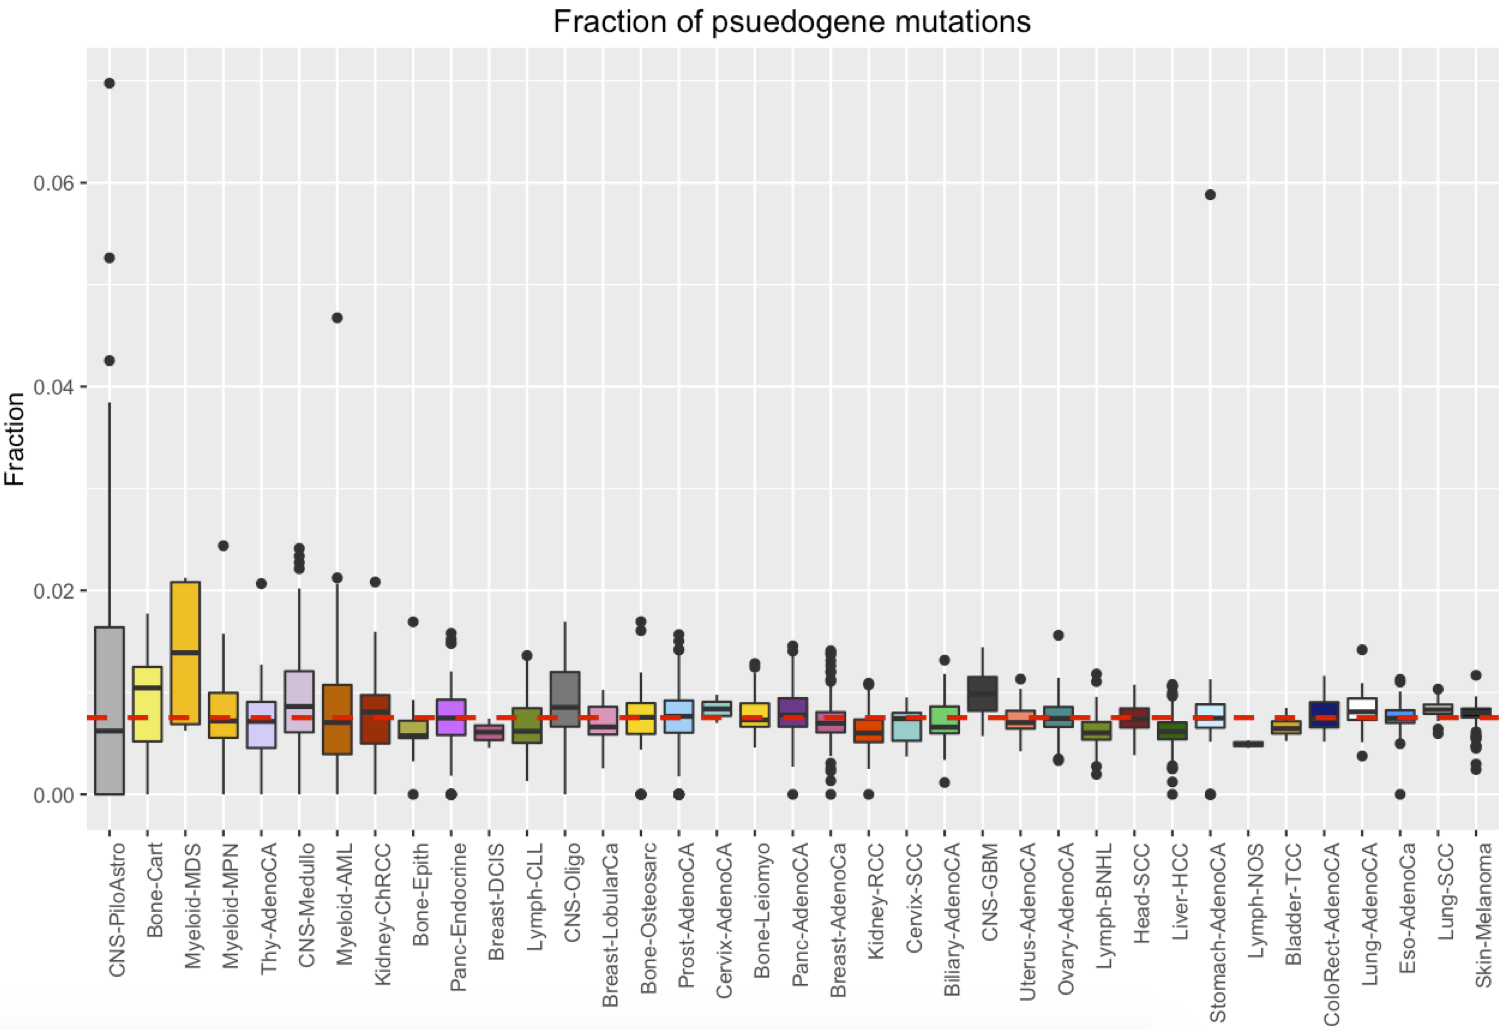 Fraction of psuedogene mutations
Fraction
0.06
0.04
0.02
0.00
CNS-PiloAstro
Bone-Cart
Myeloid-MDS
Myeloid-MPN
Thy-AdenoCA
CNS-Medullo
Myeloid-AML
Kidney-ChRCC
Bone-Epith
Panc-Endocrine
Breast-DCIS
Lymph-CLL
CNS-Oligo
Breast-LobularCa
Bone-Osteosarc
Prost-AdenoCA
Cervix-AdenoCA
Bone-Leiomyo
Panc-AdenoCA
Breast-AdenoCa
Kidney-RCC
Cervix-SCC
Biliary-AdenoCA
CNS-GBM
Uterus-AdenoCA
Ovary-AdenoCA
Lymph-BNHL
Head-SCC
Liver-HCC
Stomach-AdenoCA
Lymph-NOS
Bladder-TCC
ColoRect-AdenoCA
Lung-AdenoCA
Eso-AdenoCa
Lung-SCC
Skin-Melanoma